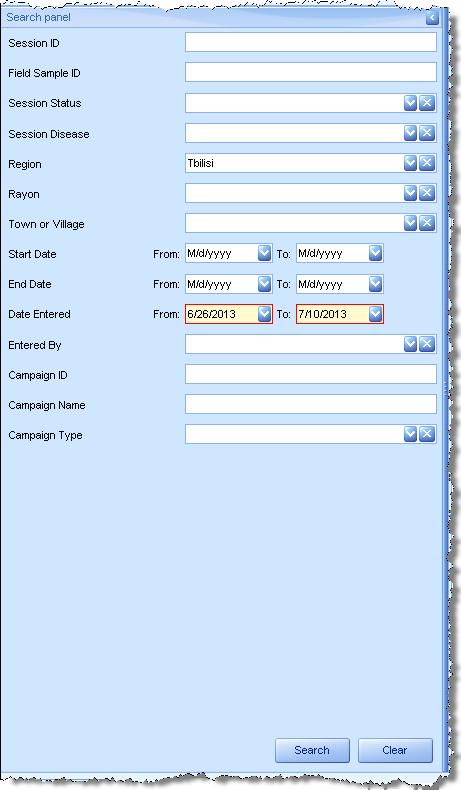 Search panel
Session ID
Field Sample ID
Session Status
Session Disease
Region Tbilisi
Rayon
Town or Village
Start Date From: M/d/yyyy To: M/d/yyyy
End Date From: M/d/yyyy To: M/d/yyyy
Date Entered From: 6/26/2013 To: 7/10/2013
Entered By
Campaign ID
Campaign Name
Campaign Type
Search Clear